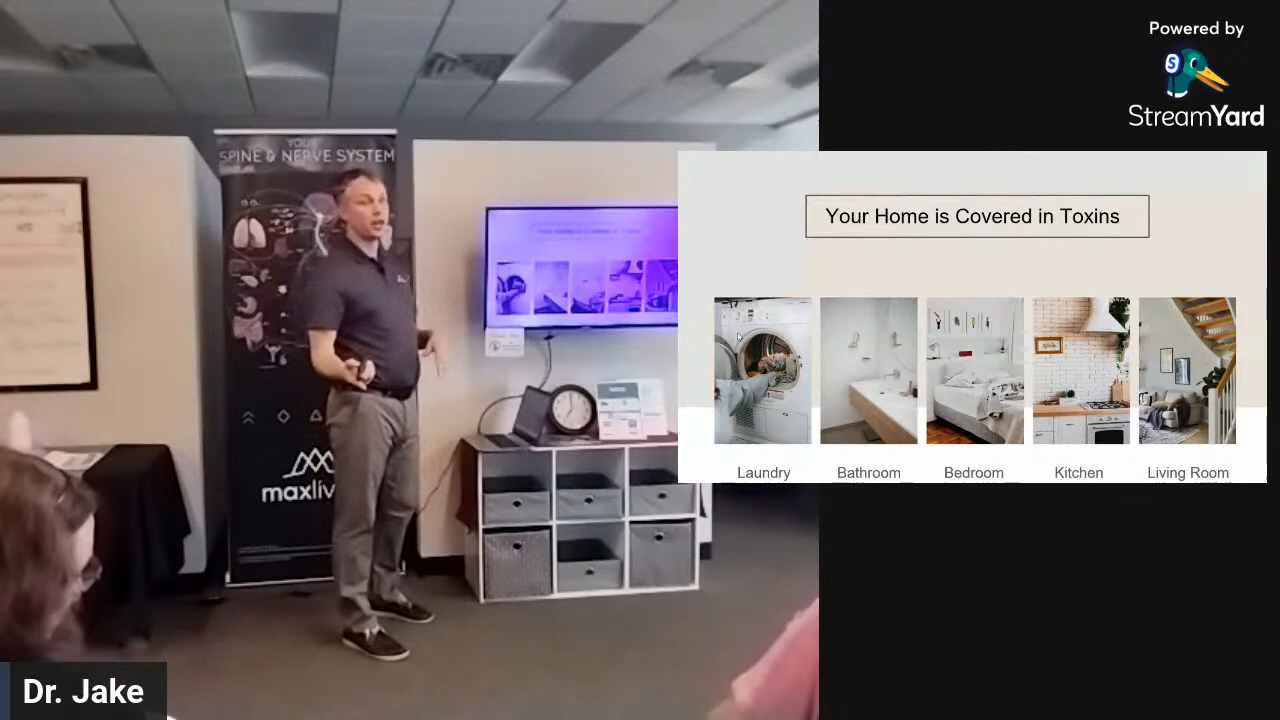 Powered by
StreamYard
YOUR
SPINE & NERVE SYSTEM
maxliv
Your Home is Covered in Toxins
Laundry
Bathroom
Bedroom
Kitchen
Living Room
Dr. Jake